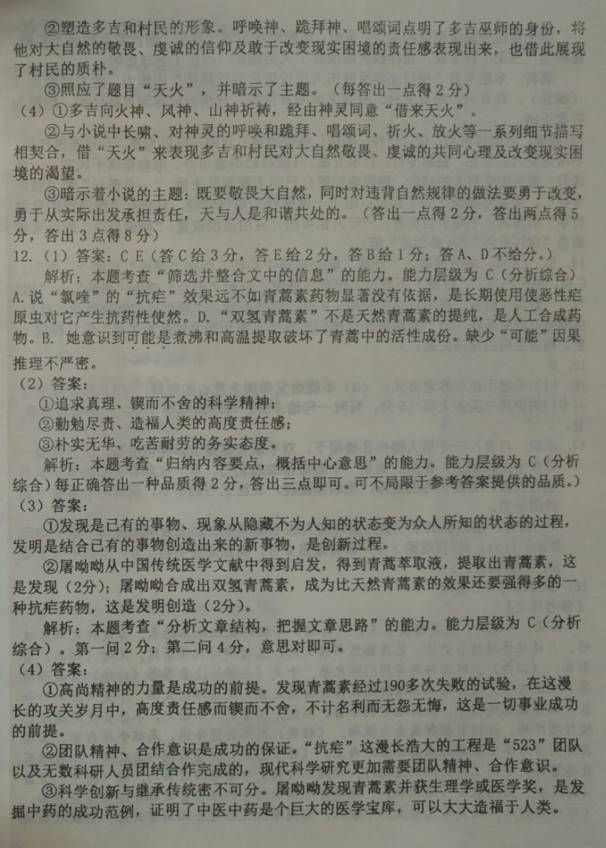 ②塑造多吉和村民的形象。呼唤神、跪拜神、唱颂词点明了多吉巫师的身份，将
他对大自然的敬畏、虔诚的信仰及敢于改变现实困境的责任感表现出来，也借此展现
了村民的质朴。
③照应了题目“天火”，并暗示了主题。（每答出一点得2分）
（4）①多吉向火神、风神、山神祈祷，经由神灵同意“借来天火”。
②与小说中长啸、对神灵的呼唤和跪拜、唱颂词、祈火、放火等一系列细节描写
相契合，借“天火”来表现多吉和村民对大自然敬畏、虔诚的共同心理及改变现实困
境的渴望。
③暗示着小说的主题：既要敬畏大自然，同时对违背自然规律的做法要勇于改变，
勇于从实际出发承担责任，天与人是和谐共处的。（答出一点得2分，答出两点得5
分，答出3点得8分）
12.（1）答案：C E（答C给3分，答E给2分，答B给1分；答A、D不给分。）
解析：本题考查“筛选并整合文中的信息”的能力。能力层级为 C（分析综合）
A.说“氯喹”的“抗疟”效果远不如青蒿素药物显著没有依据，是长期使用使恶性疟
原虫对它产生抗药性使然。D.“双氢青蒿素”不是天然青蒿素的提纯，是人工合成药
物。B. 她意识到可能是煮沸和高温提取破坏了青蒿中的活性成份。缺少“可能”因果
推理不严密。
（2）答案：
①追求真理、锲而不舍的科学精神；
②勤勉尽责、造福人类的高度责任感；
③朴实无华、吃苦耐劳的务实态度。
解析：本题考查“归纳内容要点，概括中心意思”的能力。能力层级为 C（分析
综合）每正确答出一种品质得2分，答出三点即可。可不局限于参考答案提供的品质。）
（3）答案：
①发现是已有的事物、现象从隐藏不为人知的状态变为众人所知的状态的过程，
发明是结合已有的事物创造出来的新事物，是创新过程。
②屠呦呦从中国传统医学文献中得到启发，得到青蒿萃取液，提取出青蒿素，这
是发现（2分）；屠呦呦合成出双氢青蒿素，成为比天然青蒿素的效果还要强得多的一
种抗疟药物，这是发明创造（2分）。
解析：本题考查“分析文章结构，把握文章思路”的能力。能力层级为 C（分析
综合）。第一问2分；第二问4分，意思对即可。
（4）答案：
①高尚精神的力量是成功的前提。发现青蒿素经过190多次失败的试验，在这漫
长的攻关岁月中，高度责任感而锲而不舍，不计名利而无怨无悔，这是一切事业成功
的前提。
②团队精神、合作意识是成功的保证。“抗疟”这漫长浩大的工程是“523”团队
以及无数科研人员团结合作完成的，现代科学研究更加需要团队精神、合作意识。
③科学创新与继承传统密不可分。屠呦呦发现青蒿素并获生理学或医学奖，是发
掘中药的成功范例，证明了中医中药是个巨大的医学宝库，可以大大造福于人类。